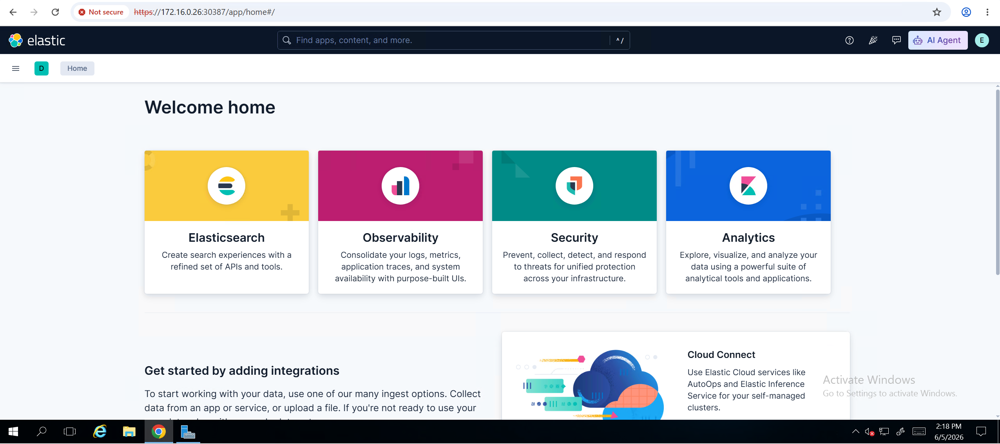 Not secure
https://172.16.0.26:30387/app/home#/
elastic
Find apps, content, and more.
^ /
AI Agent
E
D
Home
Welcome home
Elasticsearch
Create search experiences with a
refined set of APIs and tools.
Observability
Consolidate your logs, metrics,
application traces, and system
availability with purpose-built UIs.
Security
Prevent, collect, detect, and respond
to threats for unified protection
across your infrastructure.
Analytics
Explore, visualize, and analyze your
data using a powerful suite of
analytical tools and applications.
Get started by adding integrations
To start working with your data, use one of our many ingest options. Collect
data from an app or service, or upload a file. If you're not ready to use your
Cloud Connect
Use Elastic Cloud services like
AutoOps and Elastic Inference
Service for your self-managed
clusters.
Activate Windows
Go to Settings to activate Windows.
2:18 PM
6/5/2026